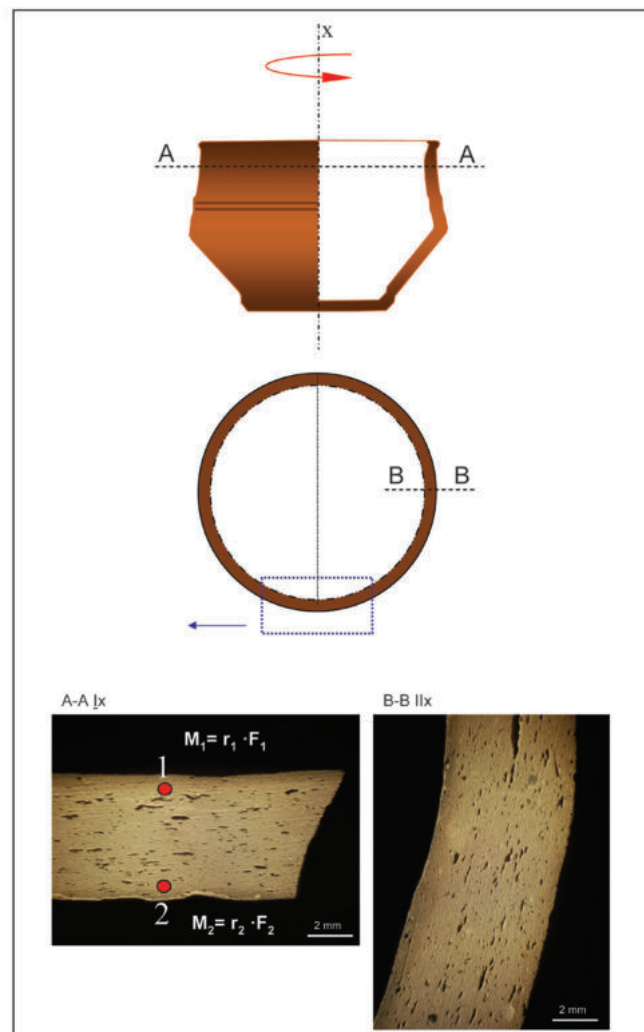 x
A A
B B
A-A Ix
B-B IIx
M₁= r₁ ·F₁
1
2
M₂= r₂ ·F₂
2 mm
2 mm